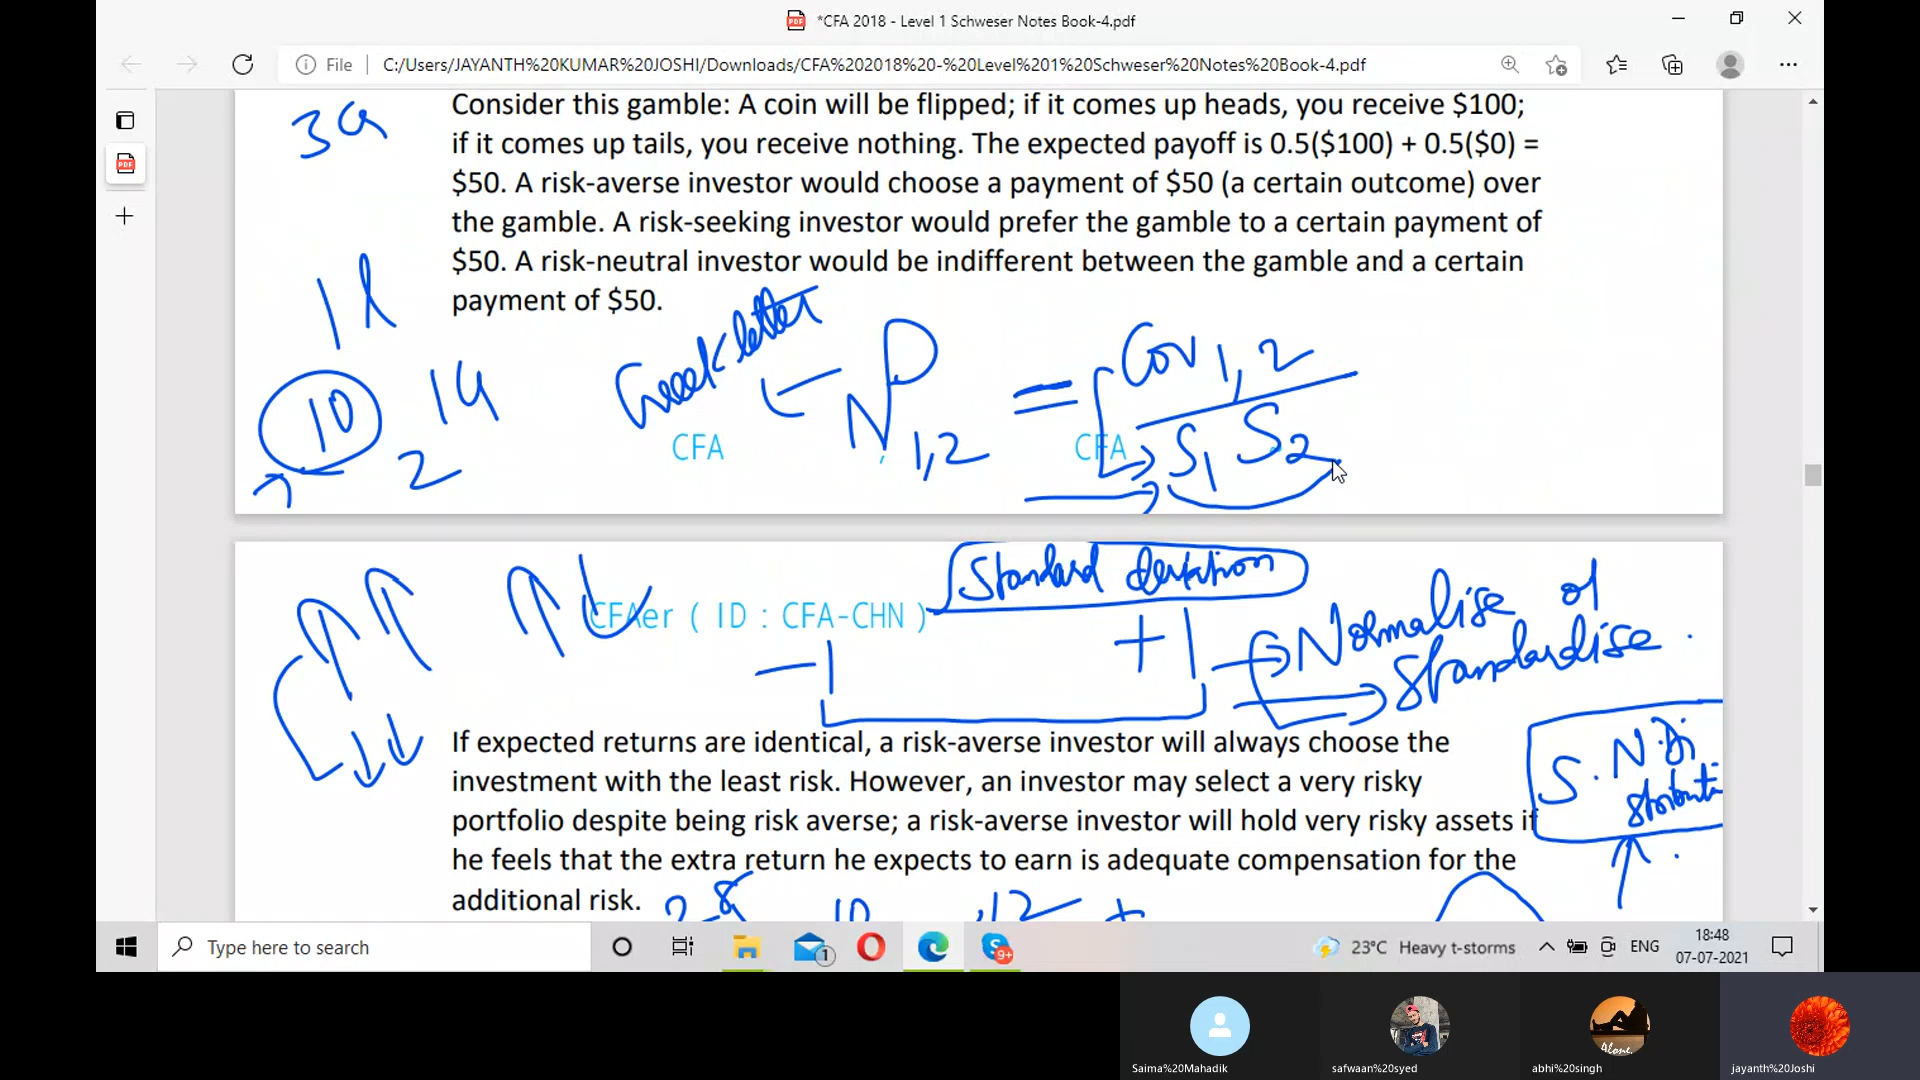 *CFA 2018 - Level 1 Schweser Notes Book-4.pdf
File | C:/Users/JAYANTH%20KUMAR%20JOSHI/Downloads/CFA%202018%20-%20Level%201%20Schweser%20Notes%20Book-4.pdf
Consider this gamble: A coin will be flipped; if it comes up heads, you receive $100;
if it comes up tails, you receive nothing. The expected payoff is 0.5($100) + 0.5($0) =
$50. A risk-averse investor would choose a payment of $50 (a certain outcome) over
the gamble. A risk-seeking investor would prefer the gamble to a certain payment of
$50. A risk-neutral investor would be indifferent between the gamble and a certain
payment of $50.
Greek letter
Cov 1,2
10
2
1,2
=
S1 S2
CFA
CFA
Standard deviation
CFAer ( ID : CFA-CHN )
-1
+1
Normalise of
Standardise.
If expected returns are identical, a risk-averse investor will always choose the
investment with the least risk. However, an investor may select a very risky
portfolio despite being risk averse; a risk-averse investor will hold very risky assets if
he feels that the extra return he expects to earn is adequate compensation for the
additional risk.
S.N.Di
10
12
+
Type here to search
1
9+
23°C Heavy t-storms
ENG
18:48
07-07-2021
Saima%20Mahadik
safwaan%20syed
Alone.
abhi%20singh
jayanth%20Joshi